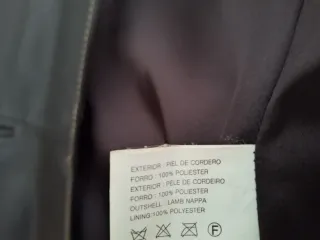 EXTERIOR : PIEL DE CORDERO
FORRO : 100% POLIESTER
EXTERIOR : PELE DE CORDEIRO
FORRO : 100% POLIESTER
OUTSHELL : LAMB NAPPA
LINING:100% POLYESTER